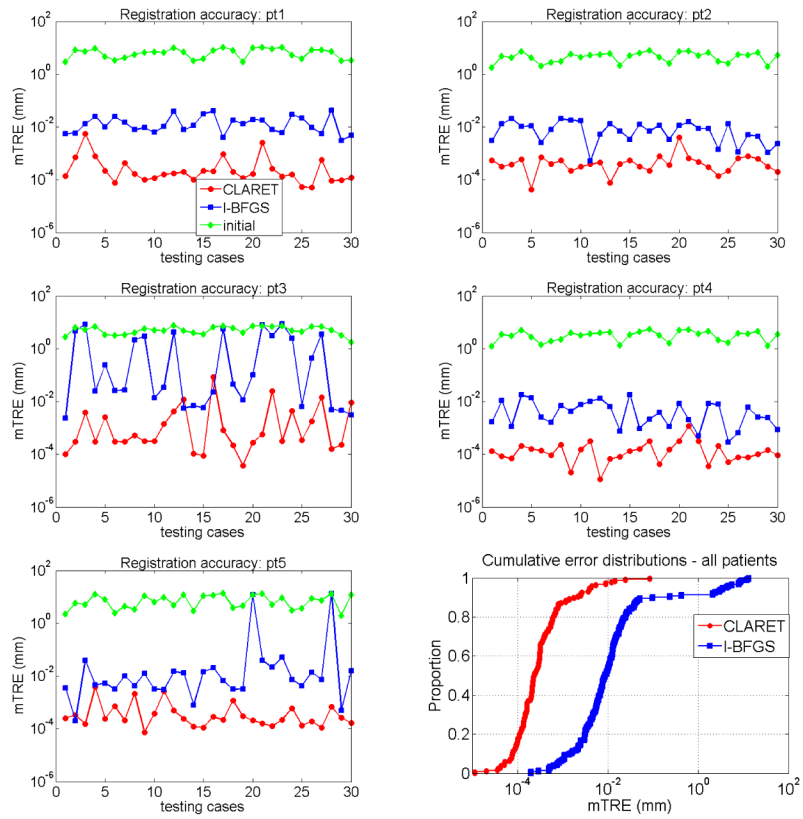 Registration accuracy: pt1
mTRE (mm)
10^2
10^0
10^-2
10^-4
10^-6
0 5 10 15 20 25 30
testing cases
CLARET
l-BFGS
initial
Registration accuracy: pt2
mTRE (mm)
10^2
10^0
10^-2
10^-4
10^-6
0 5 10 15 20 25 30
testing cases
Registration accuracy: pt3
mTRE (mm)
10^2
10^0
10^-2
10^-4
10^-6
0 5 10 15 20 25 30
testing cases
Registration accuracy: pt4
mTRE (mm)
10^2
10^0
10^-2
10^-4
10^-6
0 5 10 15 20 25 30
testing cases
Registration accuracy: pt5
mTRE (mm)
10^2
10^0
10^-2
10^-4
10^-6
0 5 10 15 20 25 30
testing cases
Cumulative error distributions - all patients
Proportion
1
0.8
0.6
0.4
0.2
0
CLARET
l-BFGS
10^-4 10^-2 10^0 10^2
mTRE (mm)